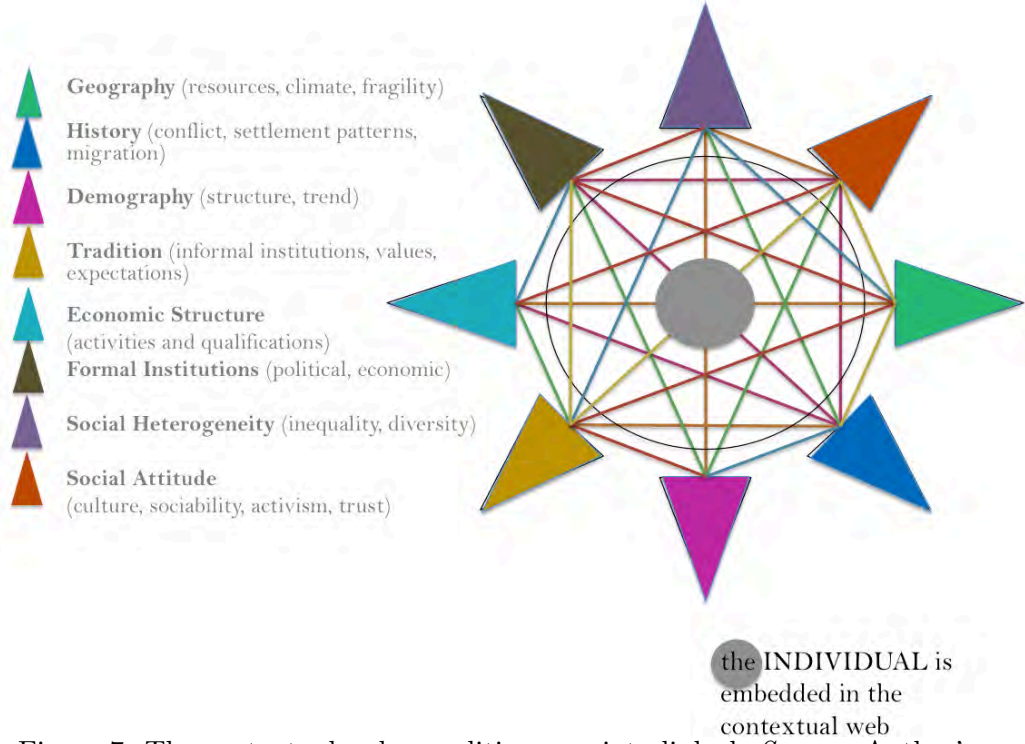 Geography (resources, climate, fragility)
History (conflict, settlement patterns,
migration)
Demography (structure, trend)
Tradition (informal institutions, values,
expectations)
Economic Structure
(activities and qualifications)
Formal Institutions (political, economic)
Social Heterogeneity (inequality, diversity)
Social Attitude
(culture, sociability, activism, trust)
the INDIVIDUAL is
embedded in the
contextual web